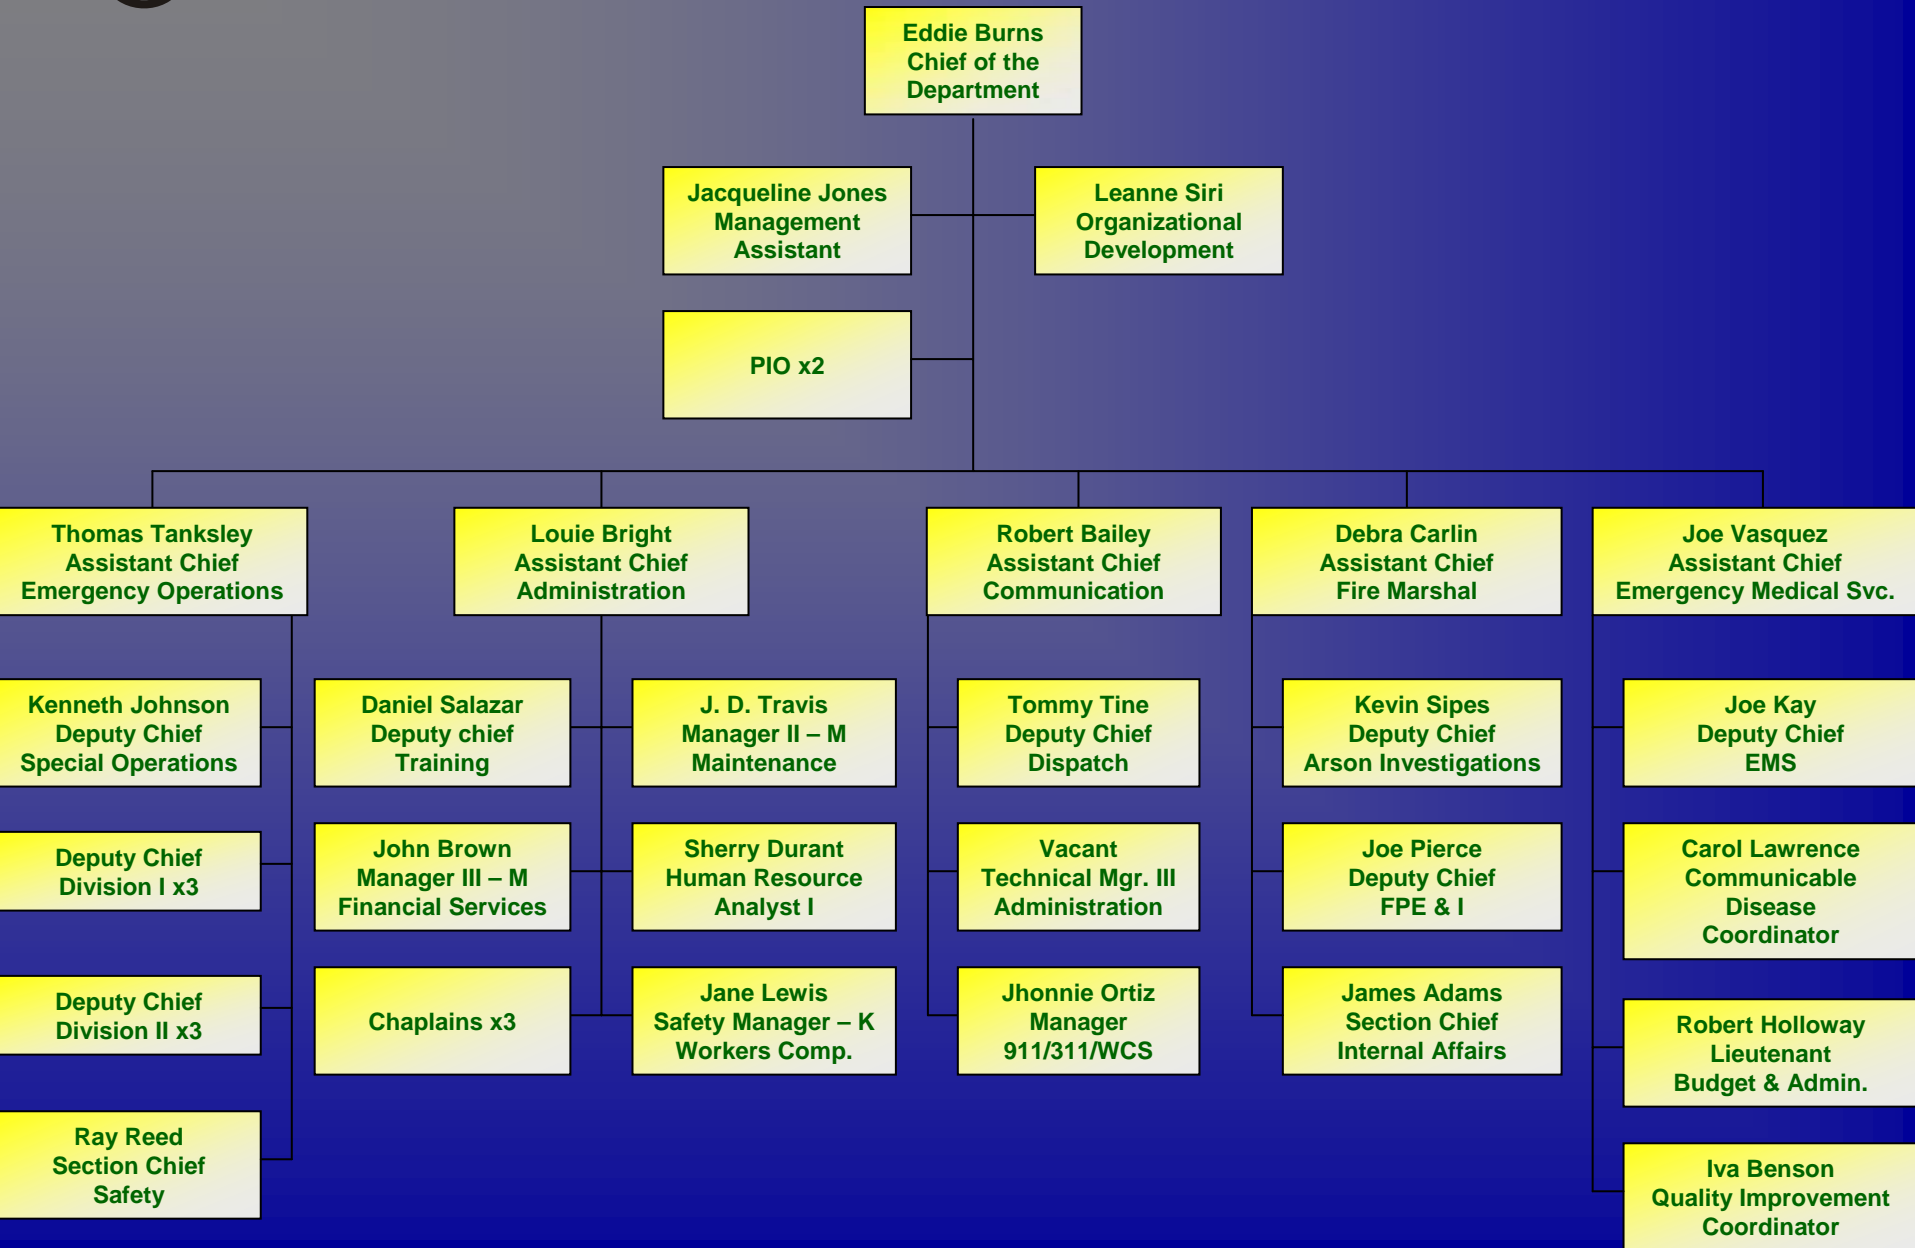 Eddie Burns
Chief of the
Department
Jacqueline Jones
Management
Assistant
Leanne Siri
Organizational
Development
PIO x2
Thomas Tanksley
Assistant Chief
Emergency Operations
Louie Bright
Assistant Chief
Administration
Robert Bailey
Assistant Chief
Communication
Debra Carlin
Assistant Chief
Fire Marshal
Joe Vasquez
Assistant Chief
Emergency Medical Svc.
Kenneth Johnson
Deputy Chief
Special Operations
Daniel Salazar
Deputy chief
Training
J. D. Travis
Manager II – M
Maintenance
Tommy Tine
Deputy Chief
Dispatch
Kevin Sipes
Deputy Chief
Arson Investigations
Joe Kay
Deputy Chief
EMS
Deputy Chief
Division I x3
John Brown
Manager III – M
Financial Services
Sherry Durant
Human Resource
Analyst I
Vacant
Technical Mgr. III
Administration
Joe Pierce
Deputy Chief
FPE & I
Carol Lawrence
Communicable
Disease
Coordinator
Deputy Chief
Division II x3
Chaplains x3
Jane Lewis
Safety Manager – K
Workers Comp.
Jhonnie Ortiz
Manager
911/311/WCS
James Adams
Section Chief
Internal Affairs
Robert Holloway
Lieutenant
Budget & Admin.
Ray Reed
Section Chief
Safety
Iva Benson
Quality Improvement
Coordinator